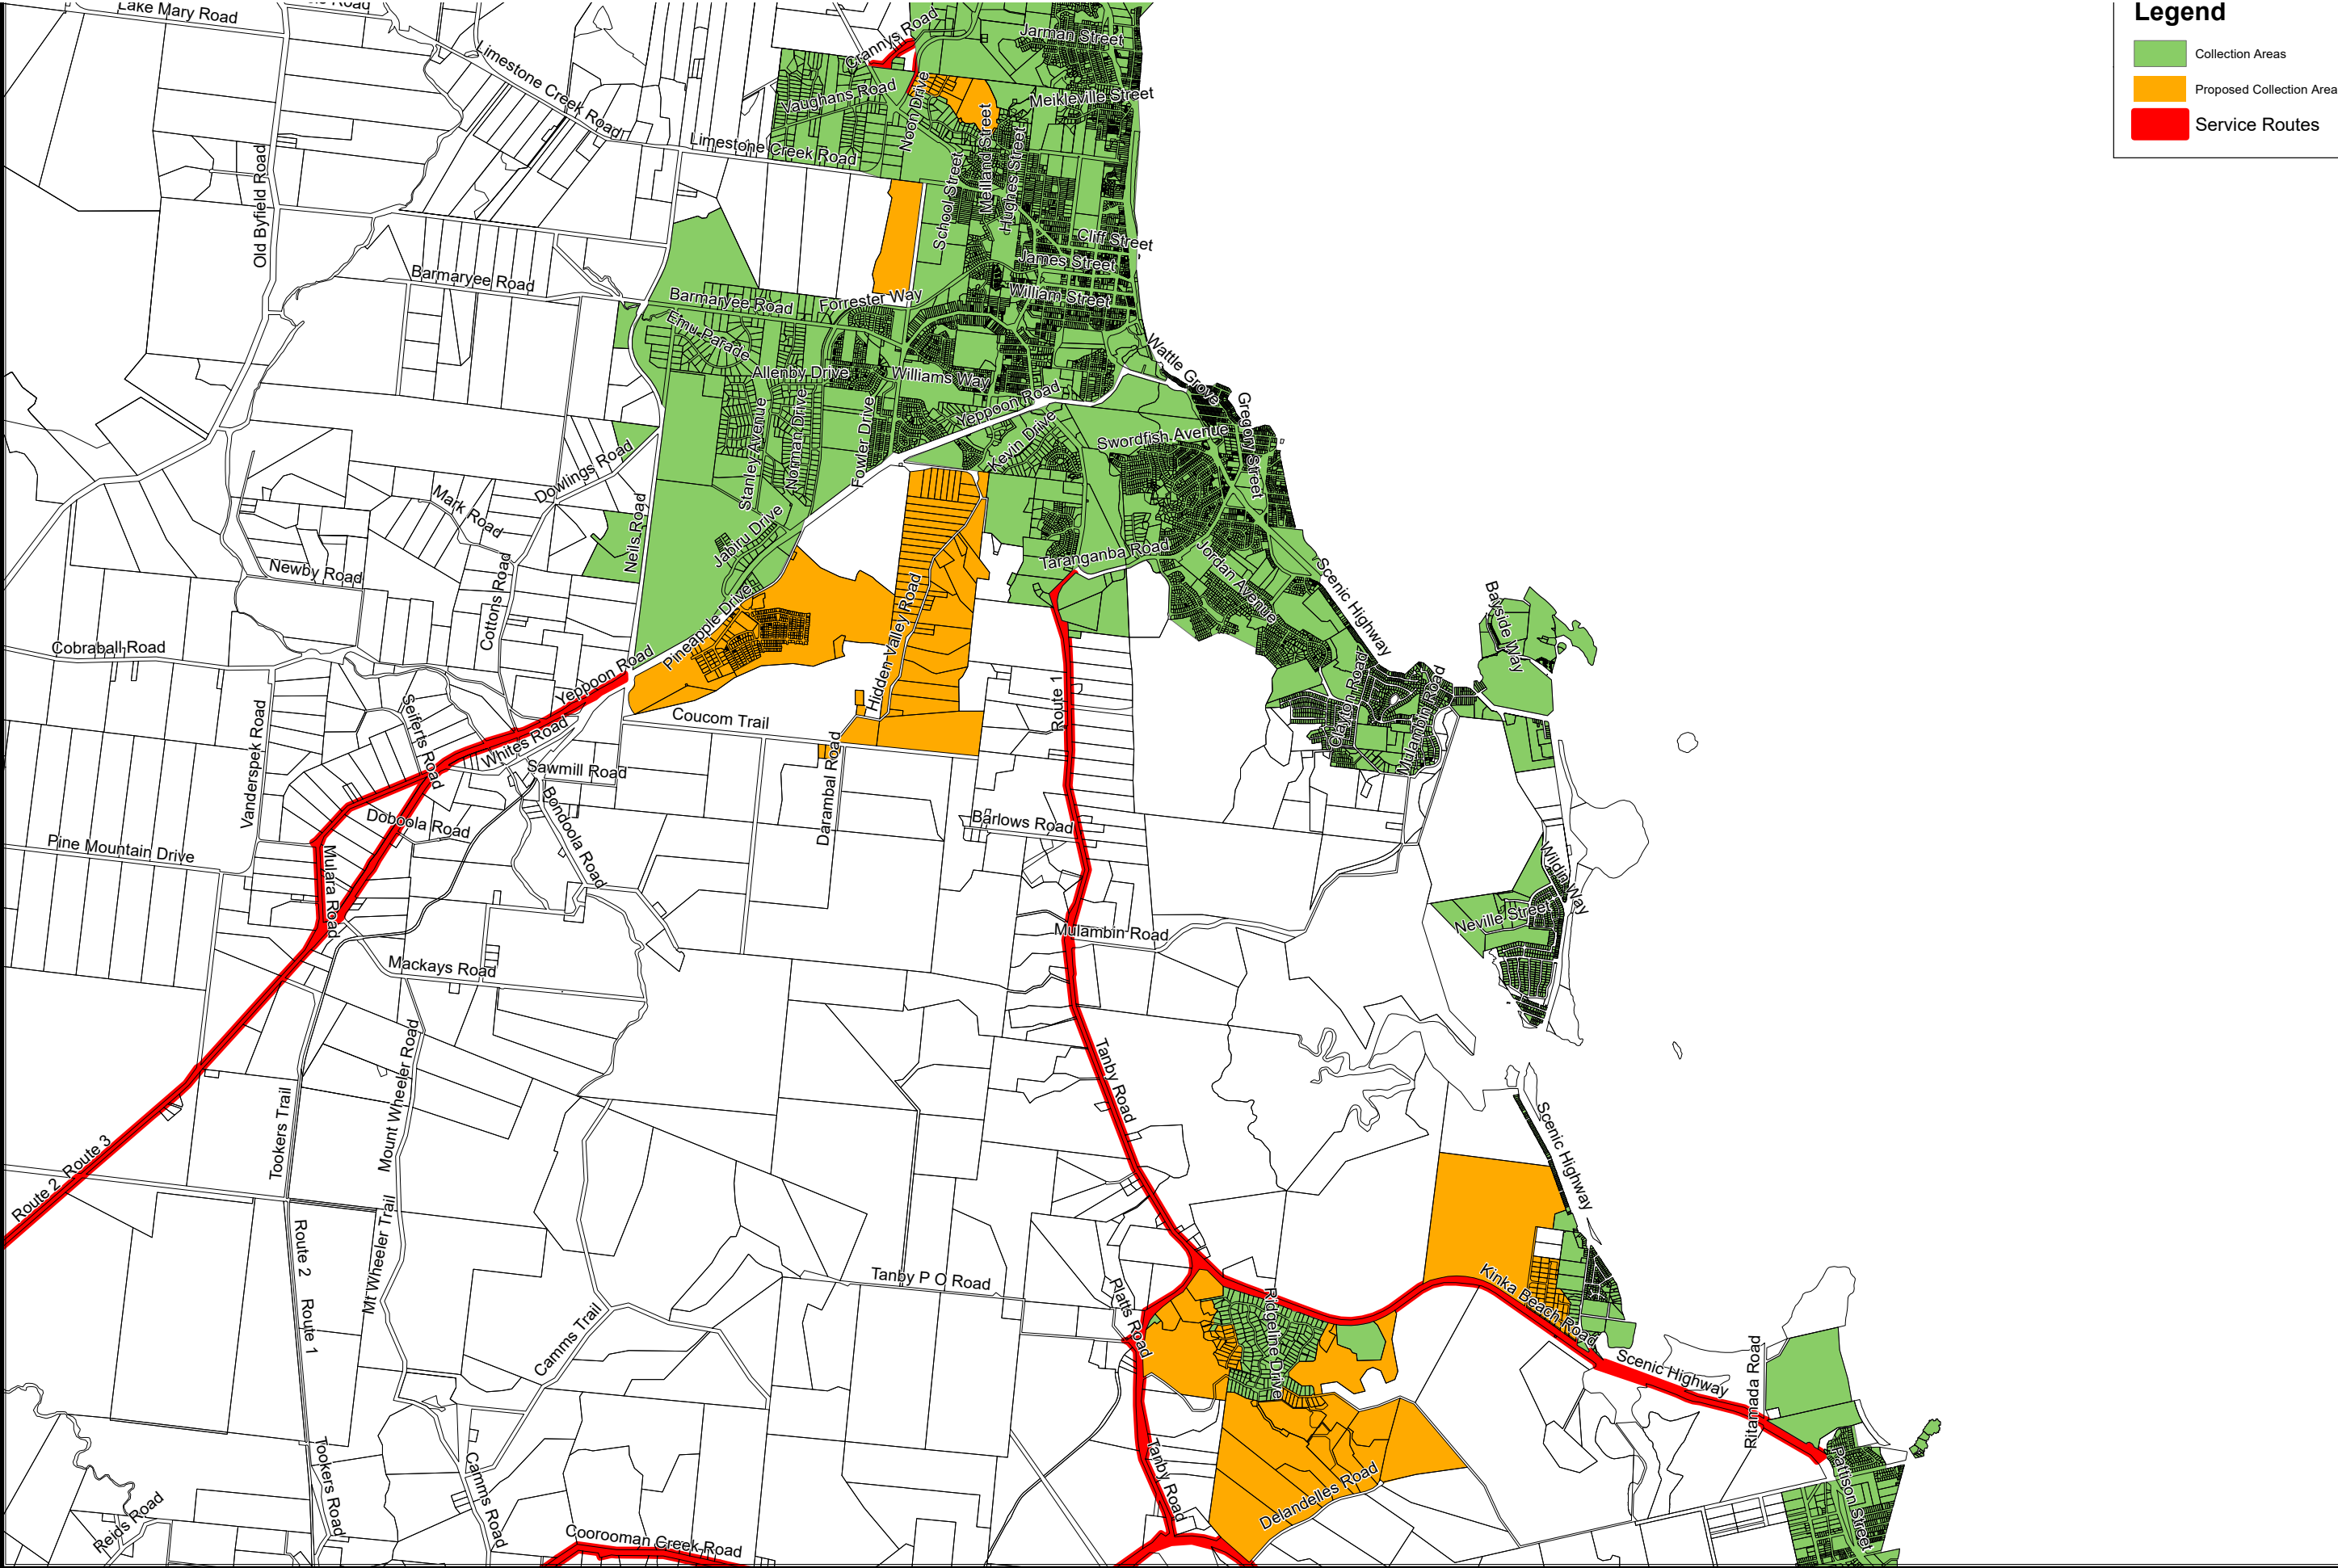 Lake Mary Road
Road
Limestone Creek Road
Crannys Road
Jarman Street
Legend
Collection Areas
Proposed Collection Area
Service Routes
Vaughans Road
Noon Drive
Meikleville Street
Limestone Creek Road
Meilland Street
Hughes Street
School Street
Old Byfield Road
Cliff Street
James Street
William Street
Barmaryee Road
Barmaryee Road
Forrester Way
Emu Parade
Allenby Drive
Williams Way
Yeppoon Road
Wattle Grove
Gregory Street
Swordfish Avenue
Kevin Drive
Stanley Avenue
Norman Drive
Fowler Drive
Dowlings Road
Mark Road
Neils Road
Jabiru Drive
Taranganba Road
Jordan Avenue
Scenic Highway
Bayside Way
Newby Road
Cottons Road
Cobraball Road
Pineapple Drive
Hidden Valley Road
Yeppoon Road
Whites Road
Seiferts Road
Vanderspek Road
Coucom Trail
Route 1
Clayton Road
Mulambin Road
Sawmill Road
Bondoola Road
Darambal Road
Barlows Road
Doboola Road
Pine Mountain Drive
Mulara Road
Wildin Way
Neville Street
Mulambin Road
Mackays Road
Mount Wheeler Road
Tanby Road
Tookers Trail
Scenic Highway
Route 2
Route 3
Route 2
Route 1
Mt Wheeler Trail
Tanby P O Road
Platts Road
Ridgeline Drive
Kinka Beach Road
Scenic Highway
Ritamada Road
Camms Trail
Camms Road
Tookers Road
Reids Road
Tanby Road
Delandelles Road
Pattison Street
Coorooman Creek Road